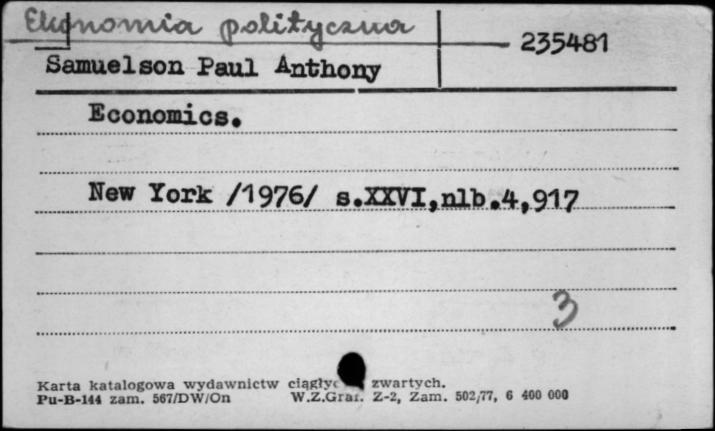 Ekonomia polityczna
235481
Samuelson Paul Anthony
Economics.
New York /1976/ s.XXVI,nlb.4,917
3
Karta katalogowa wydawnictw zwartych.
Pu-B-144 zam. 567/DW/On W.Z.Graf. Z-2, Zam. 502/77, 6 400 000